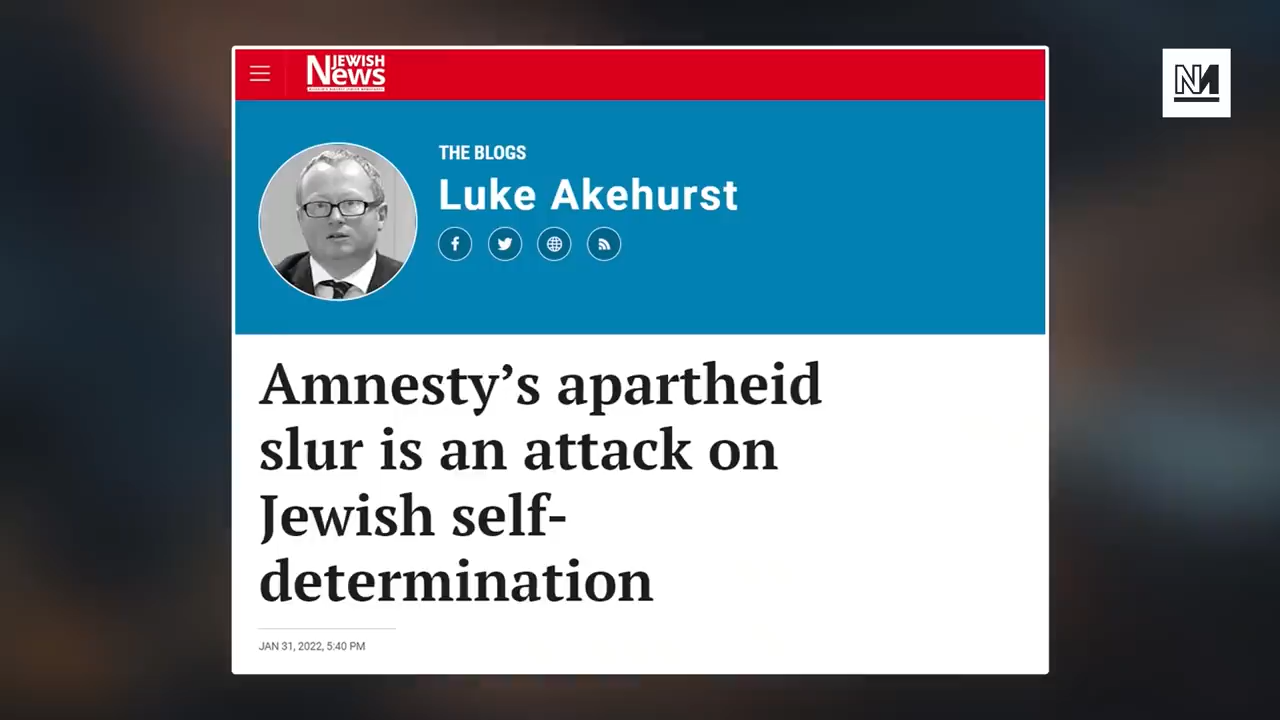 JEWISH
News
THE BLOGS
Luke Akehurst
Amnesty’s apartheid
slur is an attack on
Jewish self-
determination
JAN 31, 2022, 5:40 PM
NM